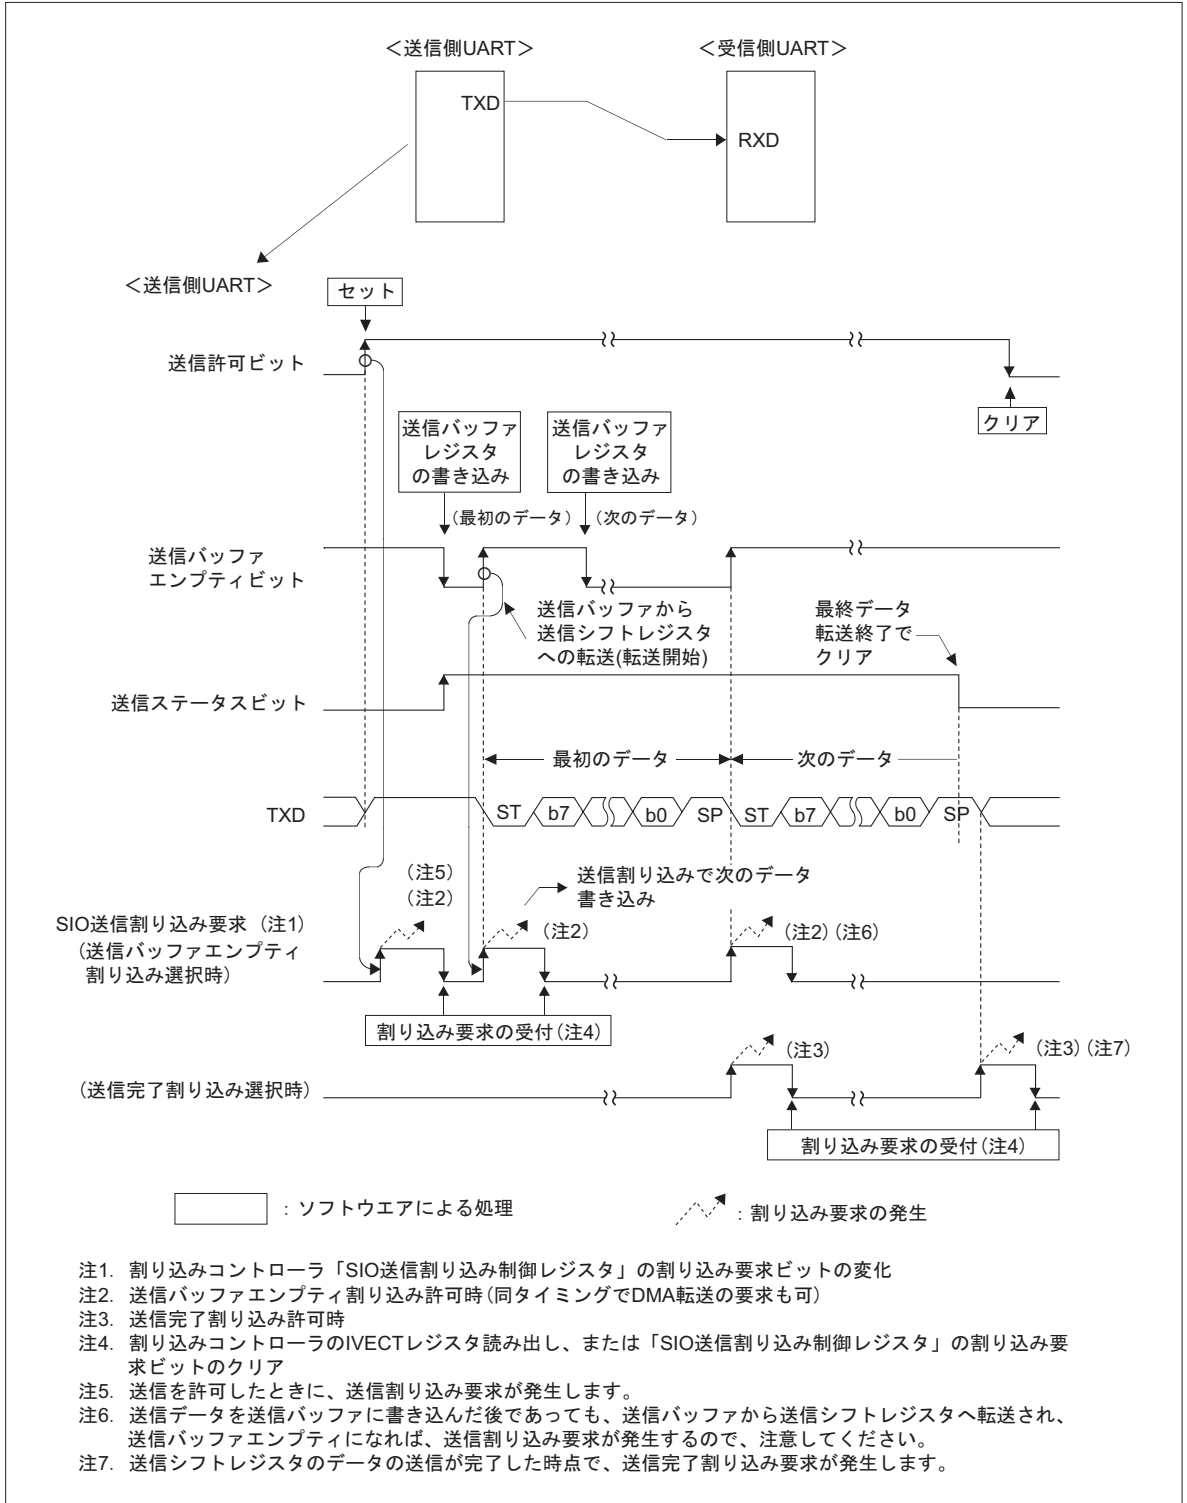 ＜送信側UART＞
＜受信側UART＞
TXD
RXD
＜送信側UART＞
セット
送信許可ビット
クリア
送信バッファ
レジスタ
の書き込み
送信バッファ
レジスタ
の書き込み
(最初のデータ)
(次のデータ)
送信バッファ
エンプティビット
送信バッファから
送信シフトレジスタ
への転送(転送開始)
最終データ
転送終了で
クリア
送信ステータスビット
最初のデータ
次のデータ
TXD
ST
b7
b0
SP
ST
b7
b0
SP
(注5)
(注2)
送信割り込みで次のデータ
書き込み
SIO送信割り込み要求 (注1)
(送信バッファエンプティ
割り込み選択時)
(注2)
(注2)(注6)
割り込み要求の受付(注4)
(注3)
(注3)(注7)
(送信完了割り込み選択時)
割り込み要求の受付(注4)
：ソフトウエアによる処理
：割り込み要求の発生
注1. 割り込みコントローラ「SIO送信割り込み制御レジスタ」の割り込み要求ビットの変化
注2. 送信バッファエンプティ割り込み許可時(同タイミングでDMA転送の要求も可)
注3. 送信完了割り込み許可時
注4. 割り込みコントローラのIVECTレジスタ読み出し、または「SIO送信割り込み制御レジスタ」の割り込み要
求ビットのクリア
注5. 送信を許可したときに、送信割り込み要求が発生します。
注6. 送信データを送信バッファに書き込んだ後であっても、送信バッファから送信シフトレジスタへ転送され、
送信バッファエンプティになれば、送信割り込み要求が発生するので、注意してください。
注7. 送信シフトレジスタのデータの送信が完了した時点で、送信完了割り込み要求が発生します。